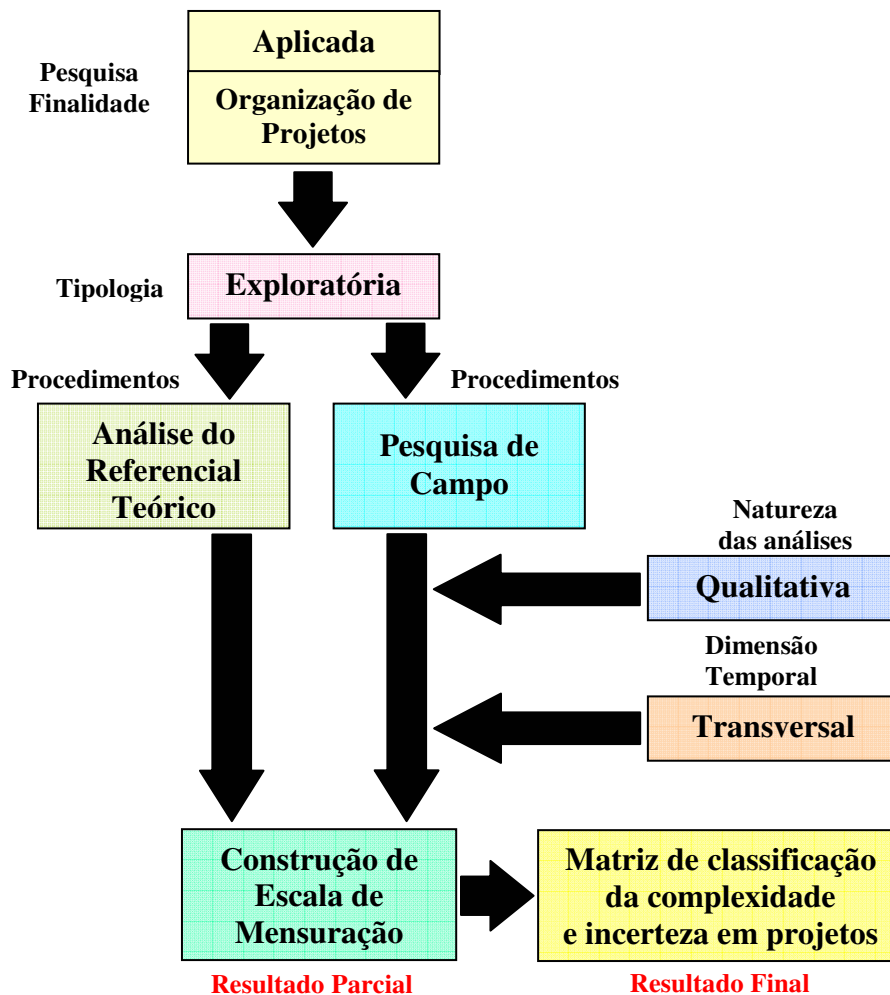 Aplicada
Pesquisa
Finalidade
Organização de
Projetos
Tipologia
Exploratória
Procedimentos
Procedimentos
Análise do
Referencial
Teórico
Pesquisa de
Campo
Natureza
das análises
Qualitativa
Dimensão
Temporal
Transversal
Construção de
Escala de
Mensuração
Matriz de classificação
da complexidade
e incerteza em projetos
Resultado Parcial
Resultado Final